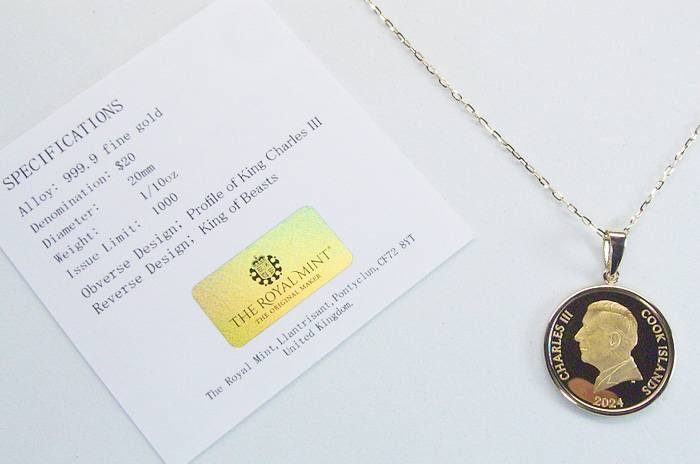 SPECIFICATIONS
Alloy: 999.9 fine gold
Denomination: $20
Diameter: 20mm
Weight: 1/10oz
Issue Limit: 1000
Obverse Design; Profile of King Charles III
Reverse Design; King of Beasts
THE ROYAL MINT®
THE ORIGINAL MAKER
The Royal Mint, Llantrisant, Pontyclun, CF72 8YT
United Kingdom.
CHARLES III
COOK ISLANDS
2024